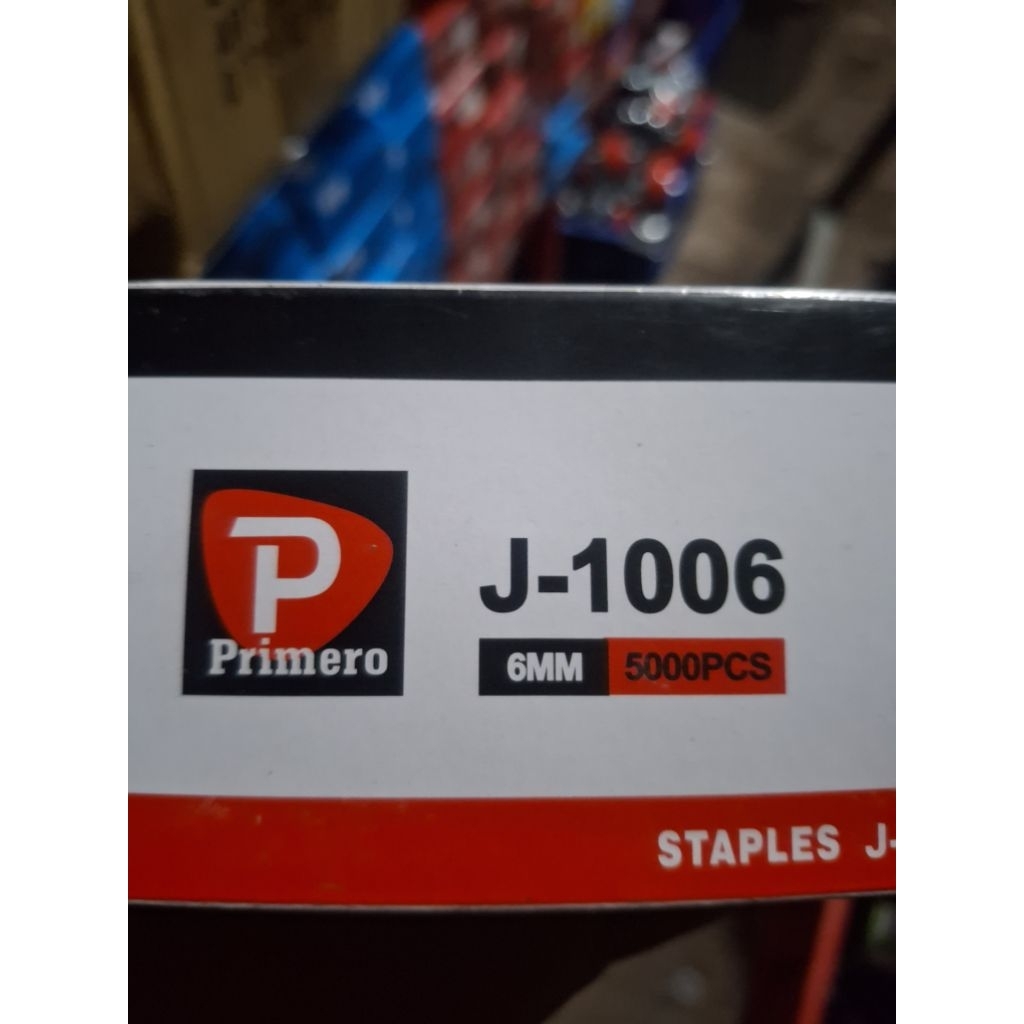 P
Primero
J-1006
6MM 5000PCS
STAPLES J-